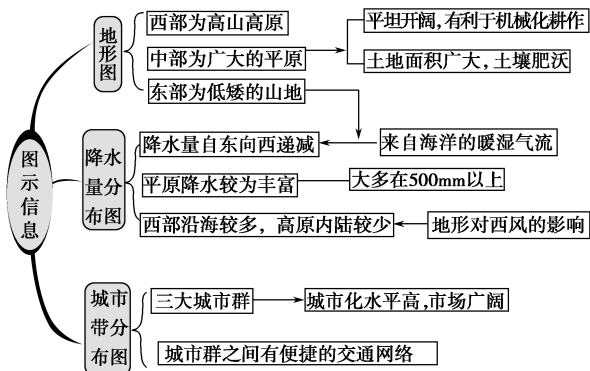 图示信息
地形图
西部为高山高原
中部为广大的平原
平坦开阔,有利于机械化耕作
土地面积广大,土壤肥沃
东部为低矮的山地
降水量分布图
降水量自东向西递减
来自海洋的暖湿气流
平原降水较为丰富
大多在500mm以上
西部沿海较多，高原内陆较少
地形对西风的影响
城市带分布图
三大城市群
城市化水平高,市场广阔
城市群之间有便捷的交通网络